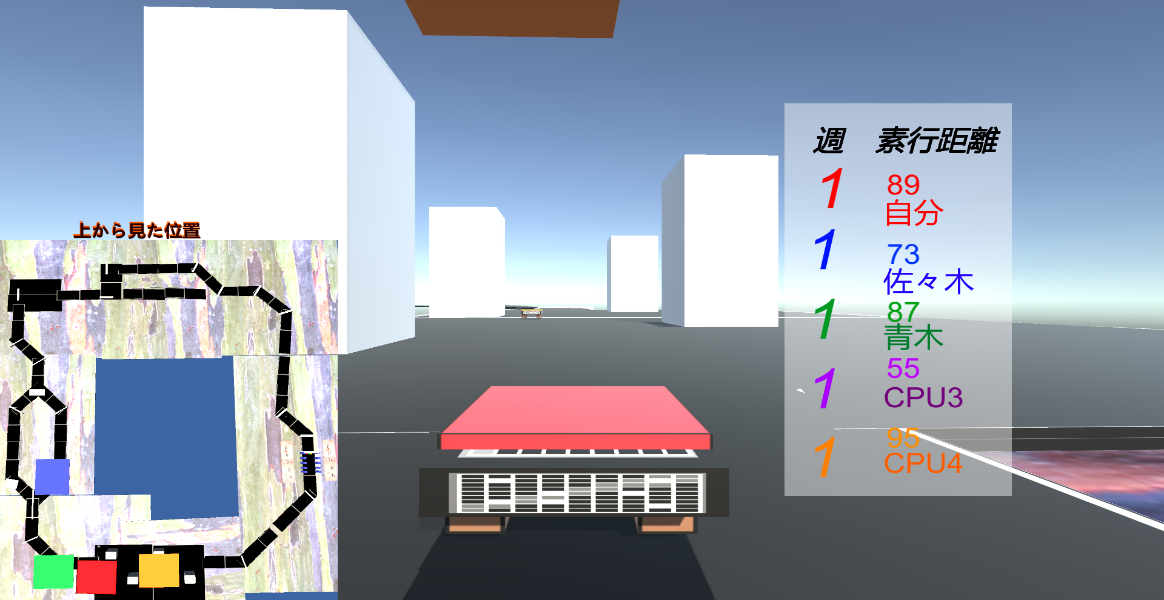 上から見た位置
週 素行距離
1 89
自分
1 73
佐々木
1 87
青木
1 55
CPU3
1 95
CPU4